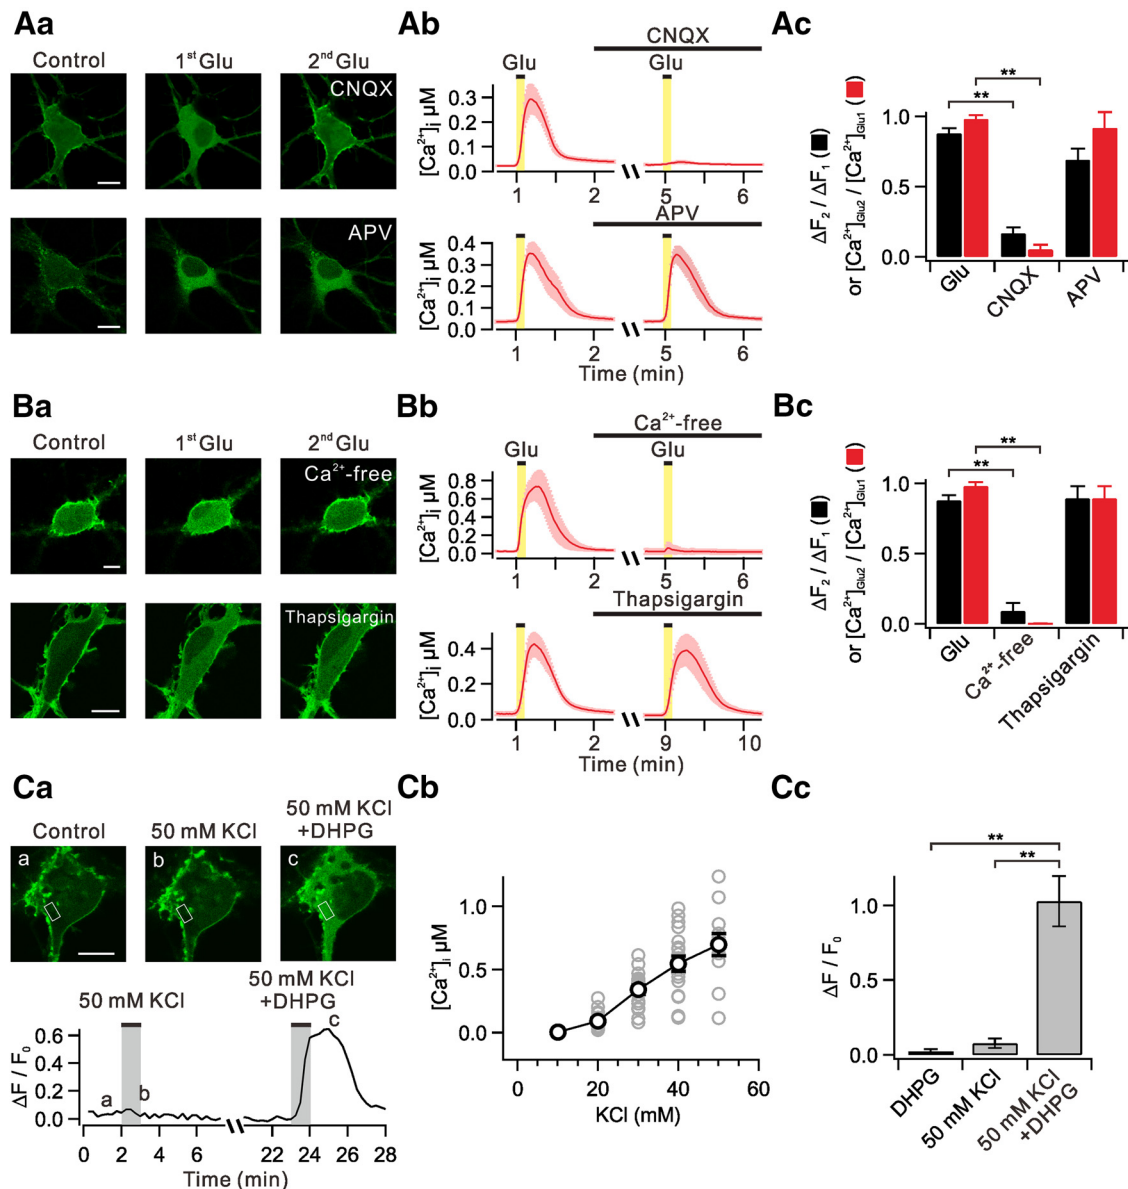 Aa
Control
1st Glu
2nd Glu
CNQX
APV
Ab
CNQX
Glu
Glu
[Ca²⁺]i µM
0.3
0.2
0.1
0.0
1
2
5
6
APV
[Ca²⁺]i µM
0.4
0.3
0.2
0.1
0.0
1
2
5
6
Time (min)
Ac
ΔF₂ / ΔF₁ (■)
or [Ca²⁺]Glu2 / [Ca²⁺]Glu1 (■)
**
**
1.0
0.5
0.0
Glu
CNQX
APV
Ba
Control
1st Glu
2nd Glu
Ca²⁺-free
Thapsigargin
Bb
Ca²⁺-free
Glu
Glu
[Ca²⁺]i µM
0.8
0.6
0.4
0.2
0.0
1
2
5
6
Thapsigargin
[Ca²⁺]i µM
0.4
0.2
0.0
1
2
9
10
Time (min)
Bc
ΔF₂ / ΔF₁ (■)
or [Ca²⁺]Glu2 / [Ca²⁺]Glu1 (■)
**
**
1.0
0.5
0.0
Glu
Ca²⁺-free
Thapsigargin
Ca
Control
50 mM KCl
50 mM KCl
+DHPG
a
b
c
50 mM KCl
50 mM KCl
+DHPG
ΔF / F₀
0.6
0.4
0.2
0.0
a
b
c
0
2
4
6
22
24
26
28
Time (min)
Cb
[Ca²⁺]i µM
1.0
0.5
0.0
0
20
40
60
KCl (mM)
Cc
**
**
ΔF / F₀
1.0
0.5
0.0
DHPG
50 mM KCl
50 mM KCl
+DHPG